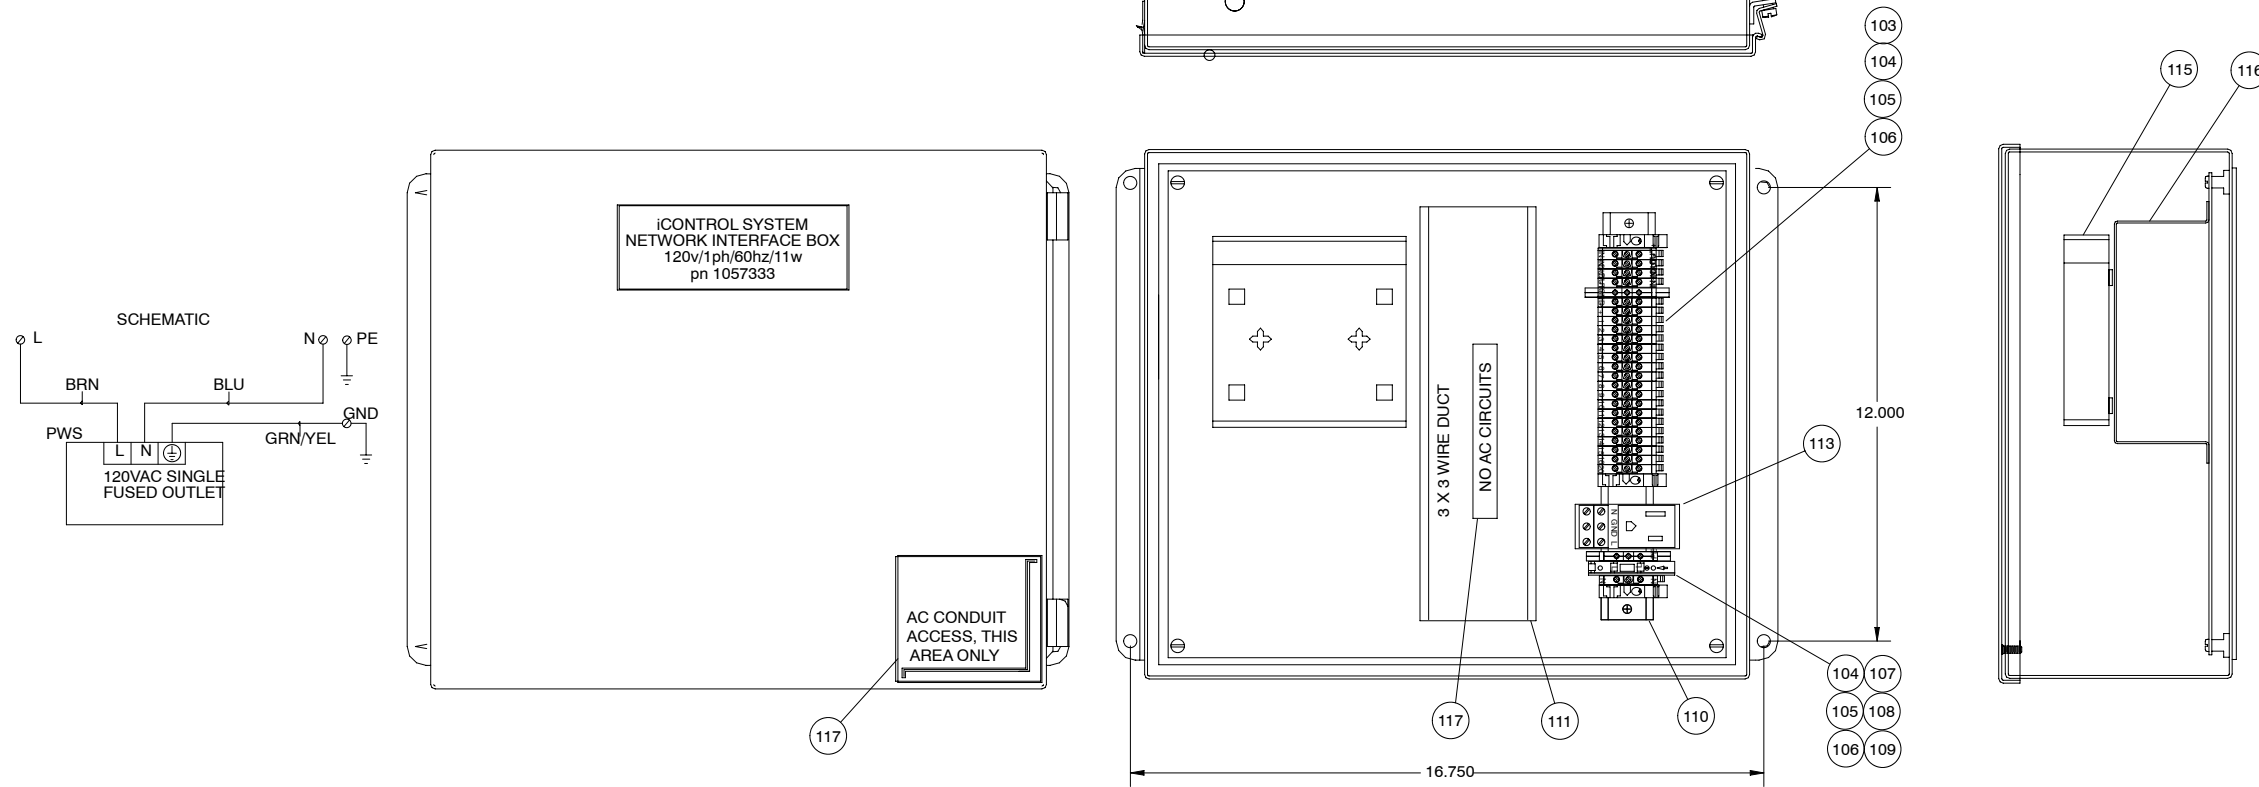 103
104
105
106
115
116
iCONTROL SYSTEM
NETWORK INTERFACE BOX
120v/1ph/60hz/11w
pn 1057333
SCHEMATIC
L
N
PE
BRN
BLU
GND
PWS
GRN/YEL
L N
120VAC SINGLE
FUSED OUTLET
AC CONDUIT
ACCESS, THIS
AREA ONLY
117
3 X 3 WIRE DUCT
NO AC CIRCUITS
N GND L
12.000
113
104 107
105 108
106 109
117
111
110
16.750